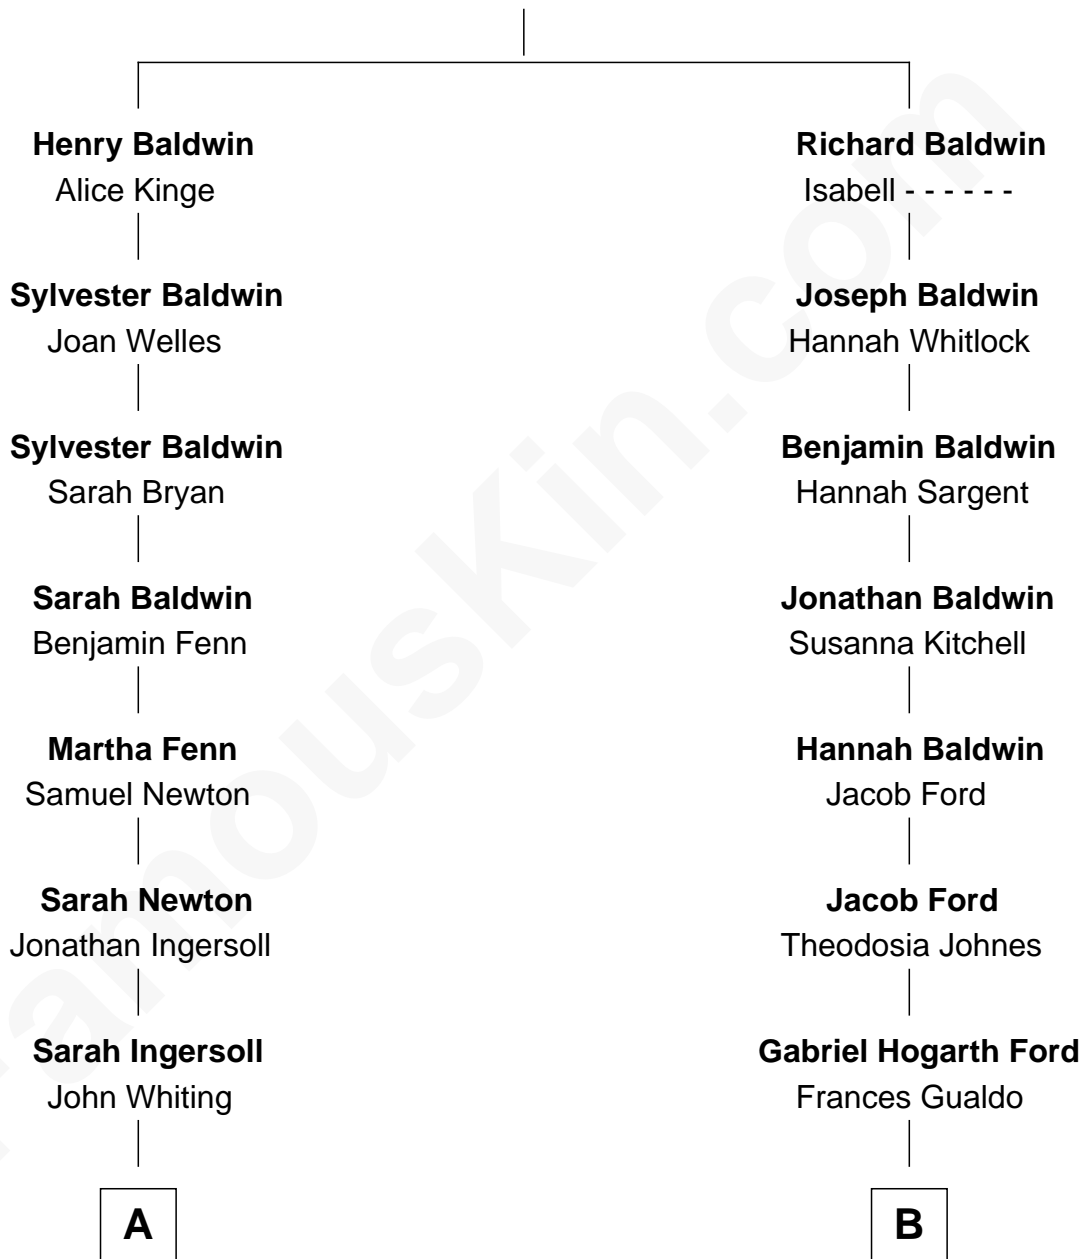 Henry Baldwin
Alice Kinge
Sylvester Baldwin
Joan Welles
Sylvester Baldwin
Sarah Bryan
Sarah Baldwin
Benjamin Fenn
Martha Fenn
Samuel Newton
Sarah Newton
Jonathan Ingersoll
Sarah Ingersoll
John Whiting
A
Richard Baldwin
Isabell - - - - - -
Joseph Baldwin
Hannah Whitlock
Benjamin Baldwin
Hannah Sargent
Jonathan Baldwin
Susanna Kitchell
Hannah Baldwin
Jacob Ford
Jacob Ford
Theodosia Johnes
Gabriel Hogarth Ford
Frances Gualdo
B
FamousKin.com